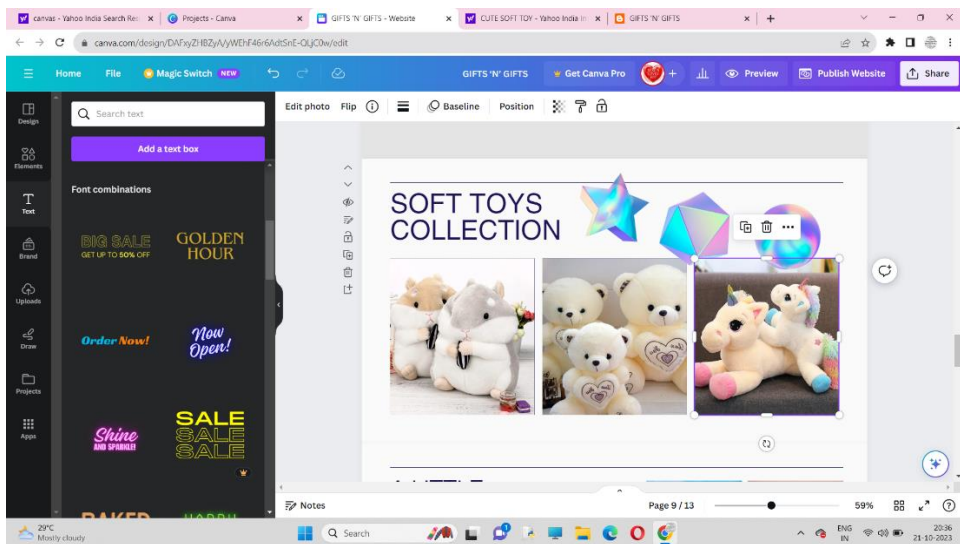 canvas - Yahoo India Search Res
Projects - Canva
GIFTS 'N' GIFTS - Website
CUTE SOFT TOY - Yahoo India In
GIFTS 'N' GIFTS
canva.com/design/DAFxyZHBZyA/yWEhF46r6AdtSnE-QLjC0w/edit
Home
File
Magic Switch
NEW
GIFTS 'N' GIFTS
Get Canva Pro
Preview
Publish Website
Share
Design
Elements
Text
Brand
Uploads
Draw
Projects
Apps
Search text
Add a text box
Font combinations
BIG SALE
GET UP TO 50% OFF
GOLDEN
HOUR
Order Now!
Now
Open!
Shine
AND SPARKLE!
SALE
SALE
SALE
BAKED
Edit photo
Flip
Baseline
Position
SOFT TOYS
COLLECTION
Notes
Page 9 / 13
59%
29°C
Mostly cloudy
Search
ENG
IN
20:36
21-10-2023